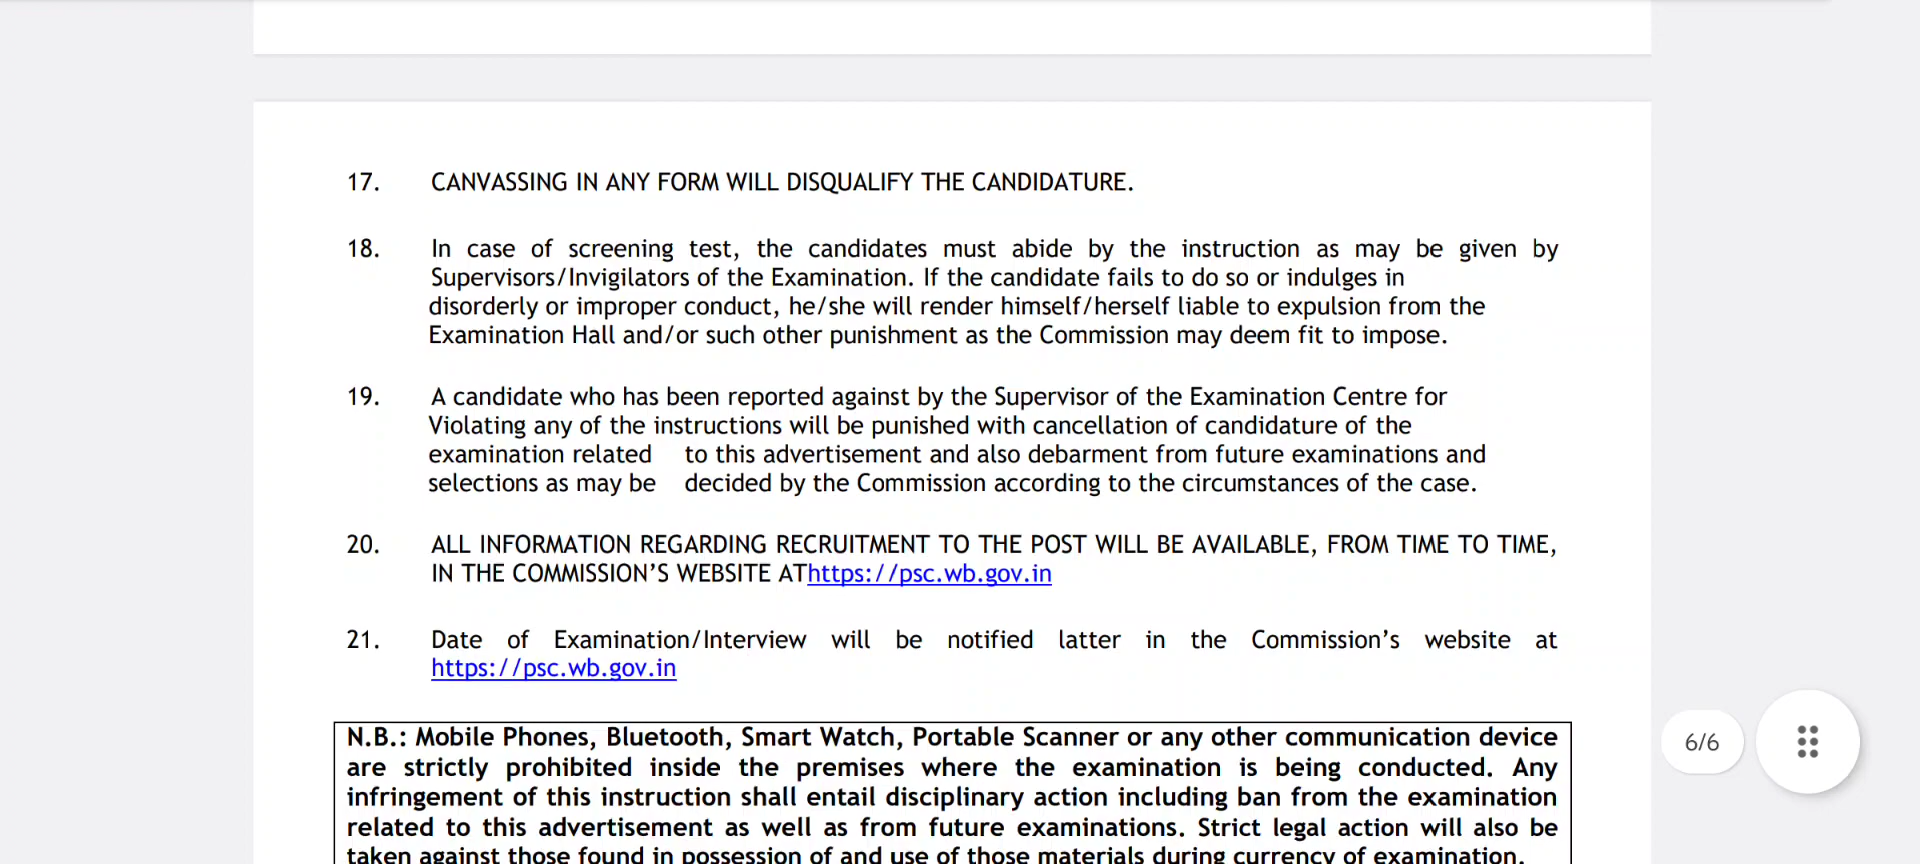 17. CANVASSING IN ANY FORM WILL DISQUALIFY THE CANDIDATURE.
18. In case of screening test, the candidates must abide by the instruction as may be given by
Supervisors/Invigilators of the Examination. If the candidate fails to do so or indulges in
disorderly or improper conduct, he/she will render himself/herself liable to expulsion from the
Examination Hall and/or such other punishment as the Commission may deem fit to impose.
19. A candidate who has been reported against by the Supervisor of the Examination Centre for
Violating any of the instructions will be punished with cancellation of candidature of the
examination related to this advertisement and also debarment from future examinations and
selections as may be decided by the Commission according to the circumstances of the case.
20. ALL INFORMATION REGARDING RECRUITMENT TO THE POST WILL BE AVAILABLE, FROM TIME TO TIME,
IN THE COMMISSION’S WEBSITE AThttps://psc.wb.gov.in
21. Date of Examination/Interview will be notified latter in the Commission’s website at
https://psc.wb.gov.in
N.B.: Mobile Phones, Bluetooth, Smart Watch, Portable Scanner or any other communication device
are strictly prohibited inside the premises where the examination is being conducted. Any
infringement of this instruction shall entail disciplinary action including ban from the examination
related to this advertisement as well as from future examinations. Strict legal action will also be
taken against those found in possession of and use of those materials during currency of examination.
6/6